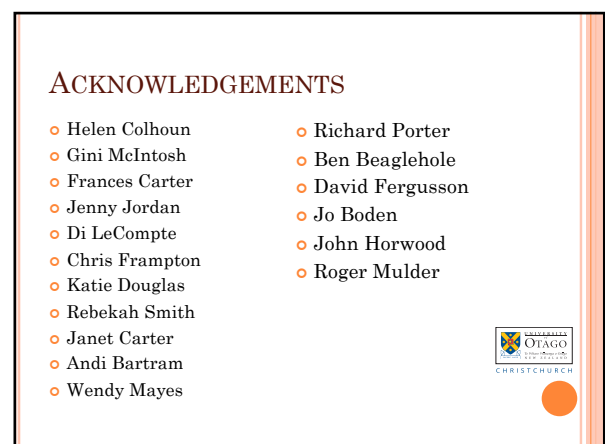 ACKNOWLEDGEMENTS
Helen Colhoun
Gini McIntosh
Frances Carter
Jenny Jordan
Di LeCompte
Chris Frampton
Katie Douglas
Rebekah Smith
Janet Carter
Andi Bartram
Wendy Mayes
Richard Porter
Ben Beaglehole
David Fergusson
Jo Boden
John Horwood
Roger Mulder
UNIVERSITY
OTAGO
NEW ZEALAND
CHRISTCHURCH